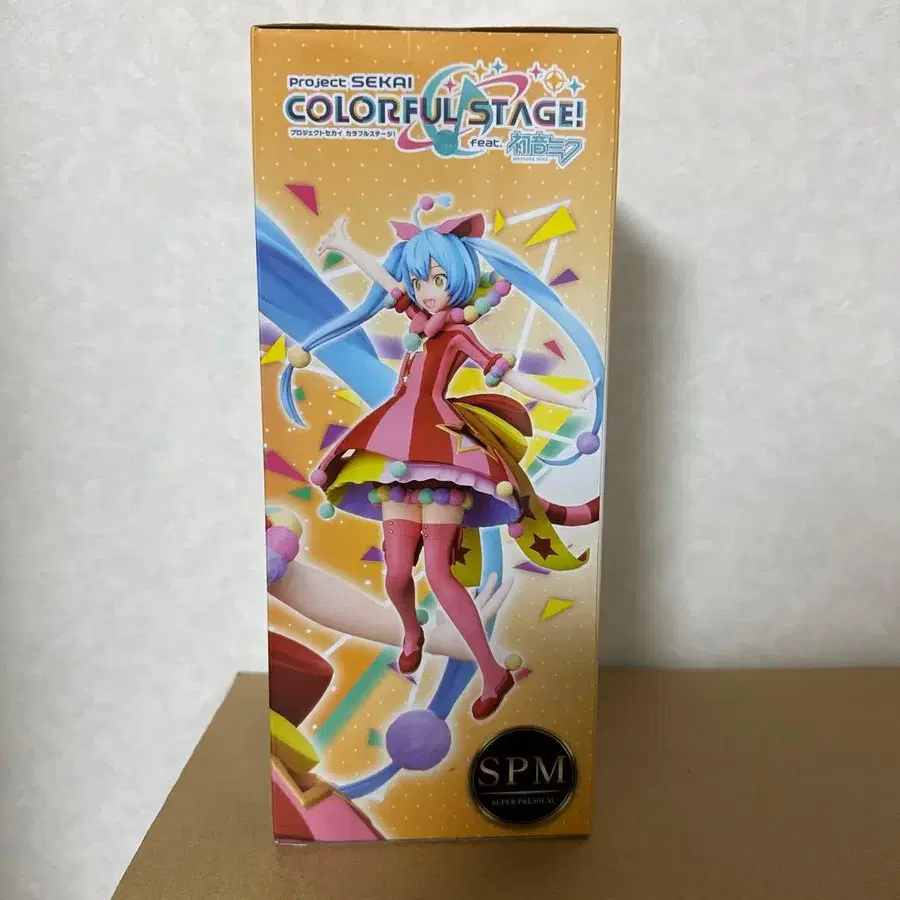 Project SEKAI
COLORFUL STAGE!
プロジェクトセカイ カラフルステージ!
feat. 初音ミク
HATSUNE MIKU
SPM
SUPER PREMIUM